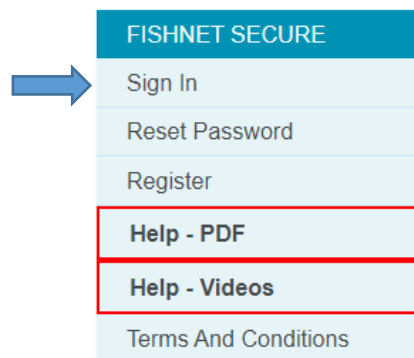 FISHNET SECURE
Sign In
Reset Password
Register
Help - PDF
Help - Videos
Terms And Conditions